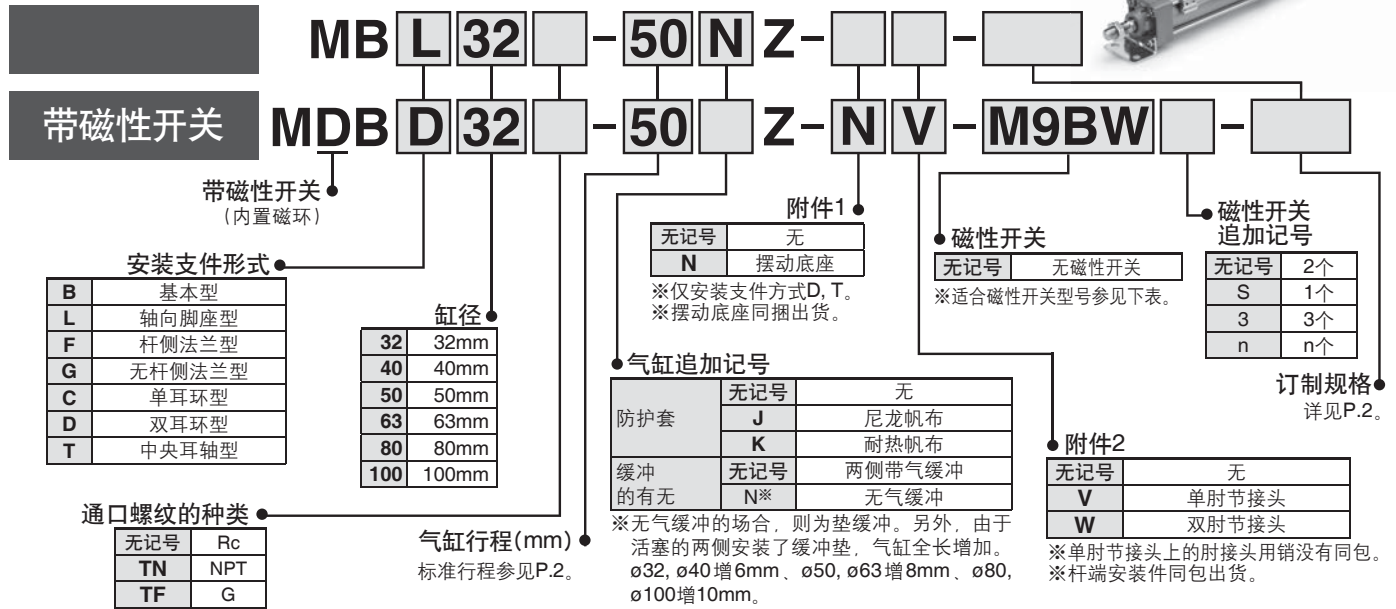 MB L 32 -50 N Z- -
带磁性开关 MDB D 32 -50 Z- N V - M9BW -
带磁性开关
(内置磁环)
安装支件形式
B 基本型
L 轴向脚座型
F 杆侧法兰型
G 无杆侧法兰型
C 单耳环型
D 双耳环型
T 中央耳轴型
通口螺纹的种类
无记号 Rc
TN NPT
TF G
缸径
32 32mm
40 40mm
50 50mm
63 63mm
80 80mm
100 100mm
气缸行程(mm)
标准行程参见P.2。
附件1
无记号 无
N 摆动底座
※仅安装支件方式D, T。
※摆动底座同捆出货。
气缸追加记号
防护套 无记号 无
J 尼龙帆布
K 耐热帆布
缓冲的有无 无记号 两侧带气缓冲
N※ 无气缓冲
※无气缓冲的场合, 则为垫缓冲。另外, 由于
活塞的两侧安装了缓冲垫, 气缸全长增加。
ø32, ø40增6mm、ø50, ø63增8mm、ø80,
ø100增10mm。
磁性开关
无记号 无磁性开关
※适合磁性开关型号参见下表。
磁性开关
追加记号
无记号 2个
S 1个
3 3个
n n个
订制规格
详见P.2。
附件2
无记号 无
V 单肘节接头
W 双肘节接头
※单肘节接头上的肘接头用销没有同包。
※杆端安装件同包出货。